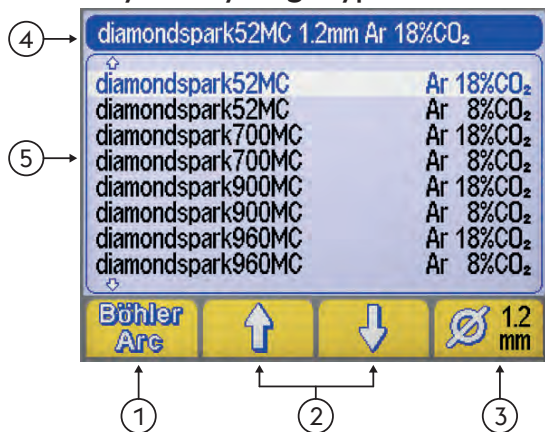 diamondspark52MC 1.2mm Ar 18%CO₂
④
diamondspark52MC Ar 18%CO₂
diamondspark52MC Ar 8%CO₂
diamondspark700MC Ar 18%CO₂
⑤
diamondspark700MC Ar 8%CO₂
diamondspark900MC Ar 18%CO₂
diamondspark900MC Ar 8%CO₂
diamondspark960MC Ar 18%CO₂
diamondspark960MC Ar 8%CO₂
Böhler
Arc
Ø 1.2
mm
① ② ③